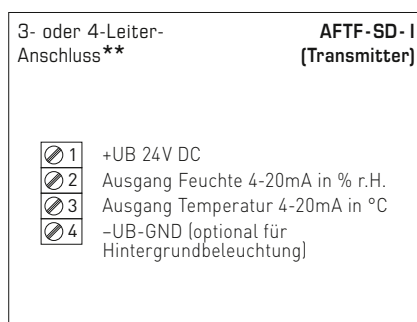 3- oder 4-Leiter-
Anschluss**
AFTF-SD-I
(Transmitter)
1 +UB 24V DC
2 Ausgang Feuchte 4-20mA in % r.H.
3 Ausgang Temperatur 4-20mA in °C
4 –UB-GND (optional für
Hintergrundbeleuchtung)